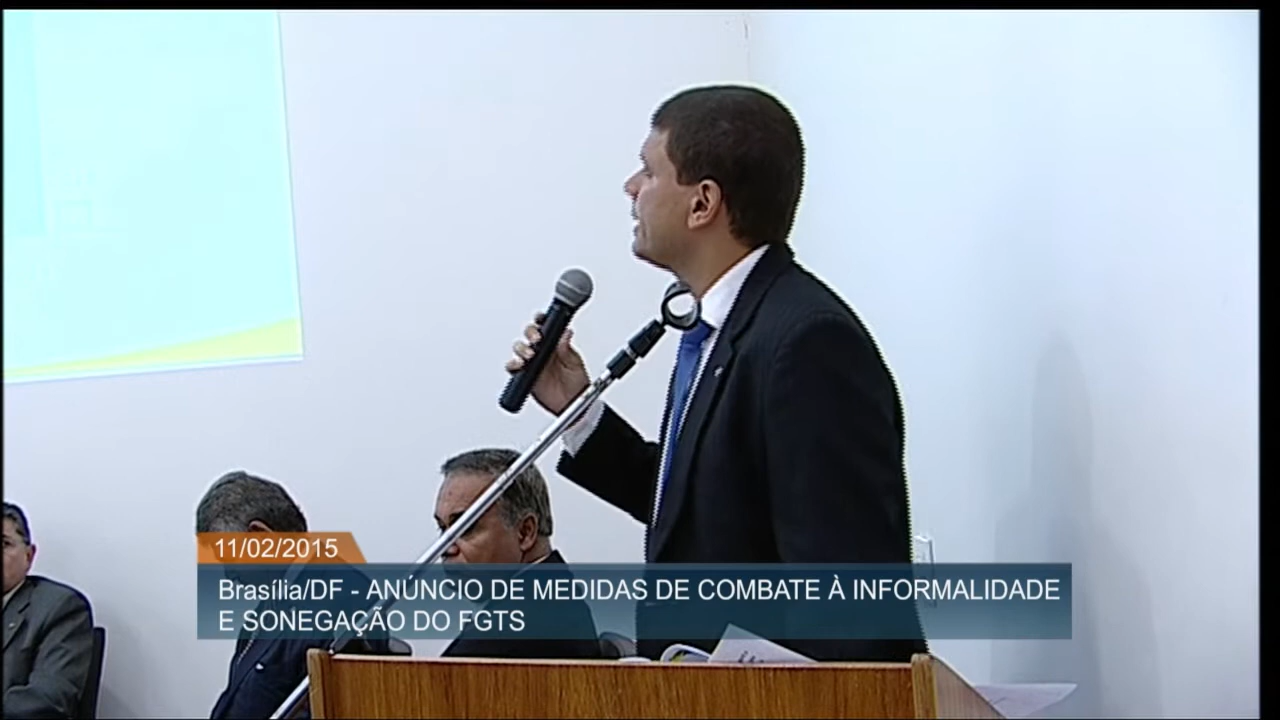 11/02/2015
Brasília/DF - ANÚNCIO DE MEDIDAS DE COMBATE À INFORMALIDADE
E SONEGAÇÃO DO FGTS